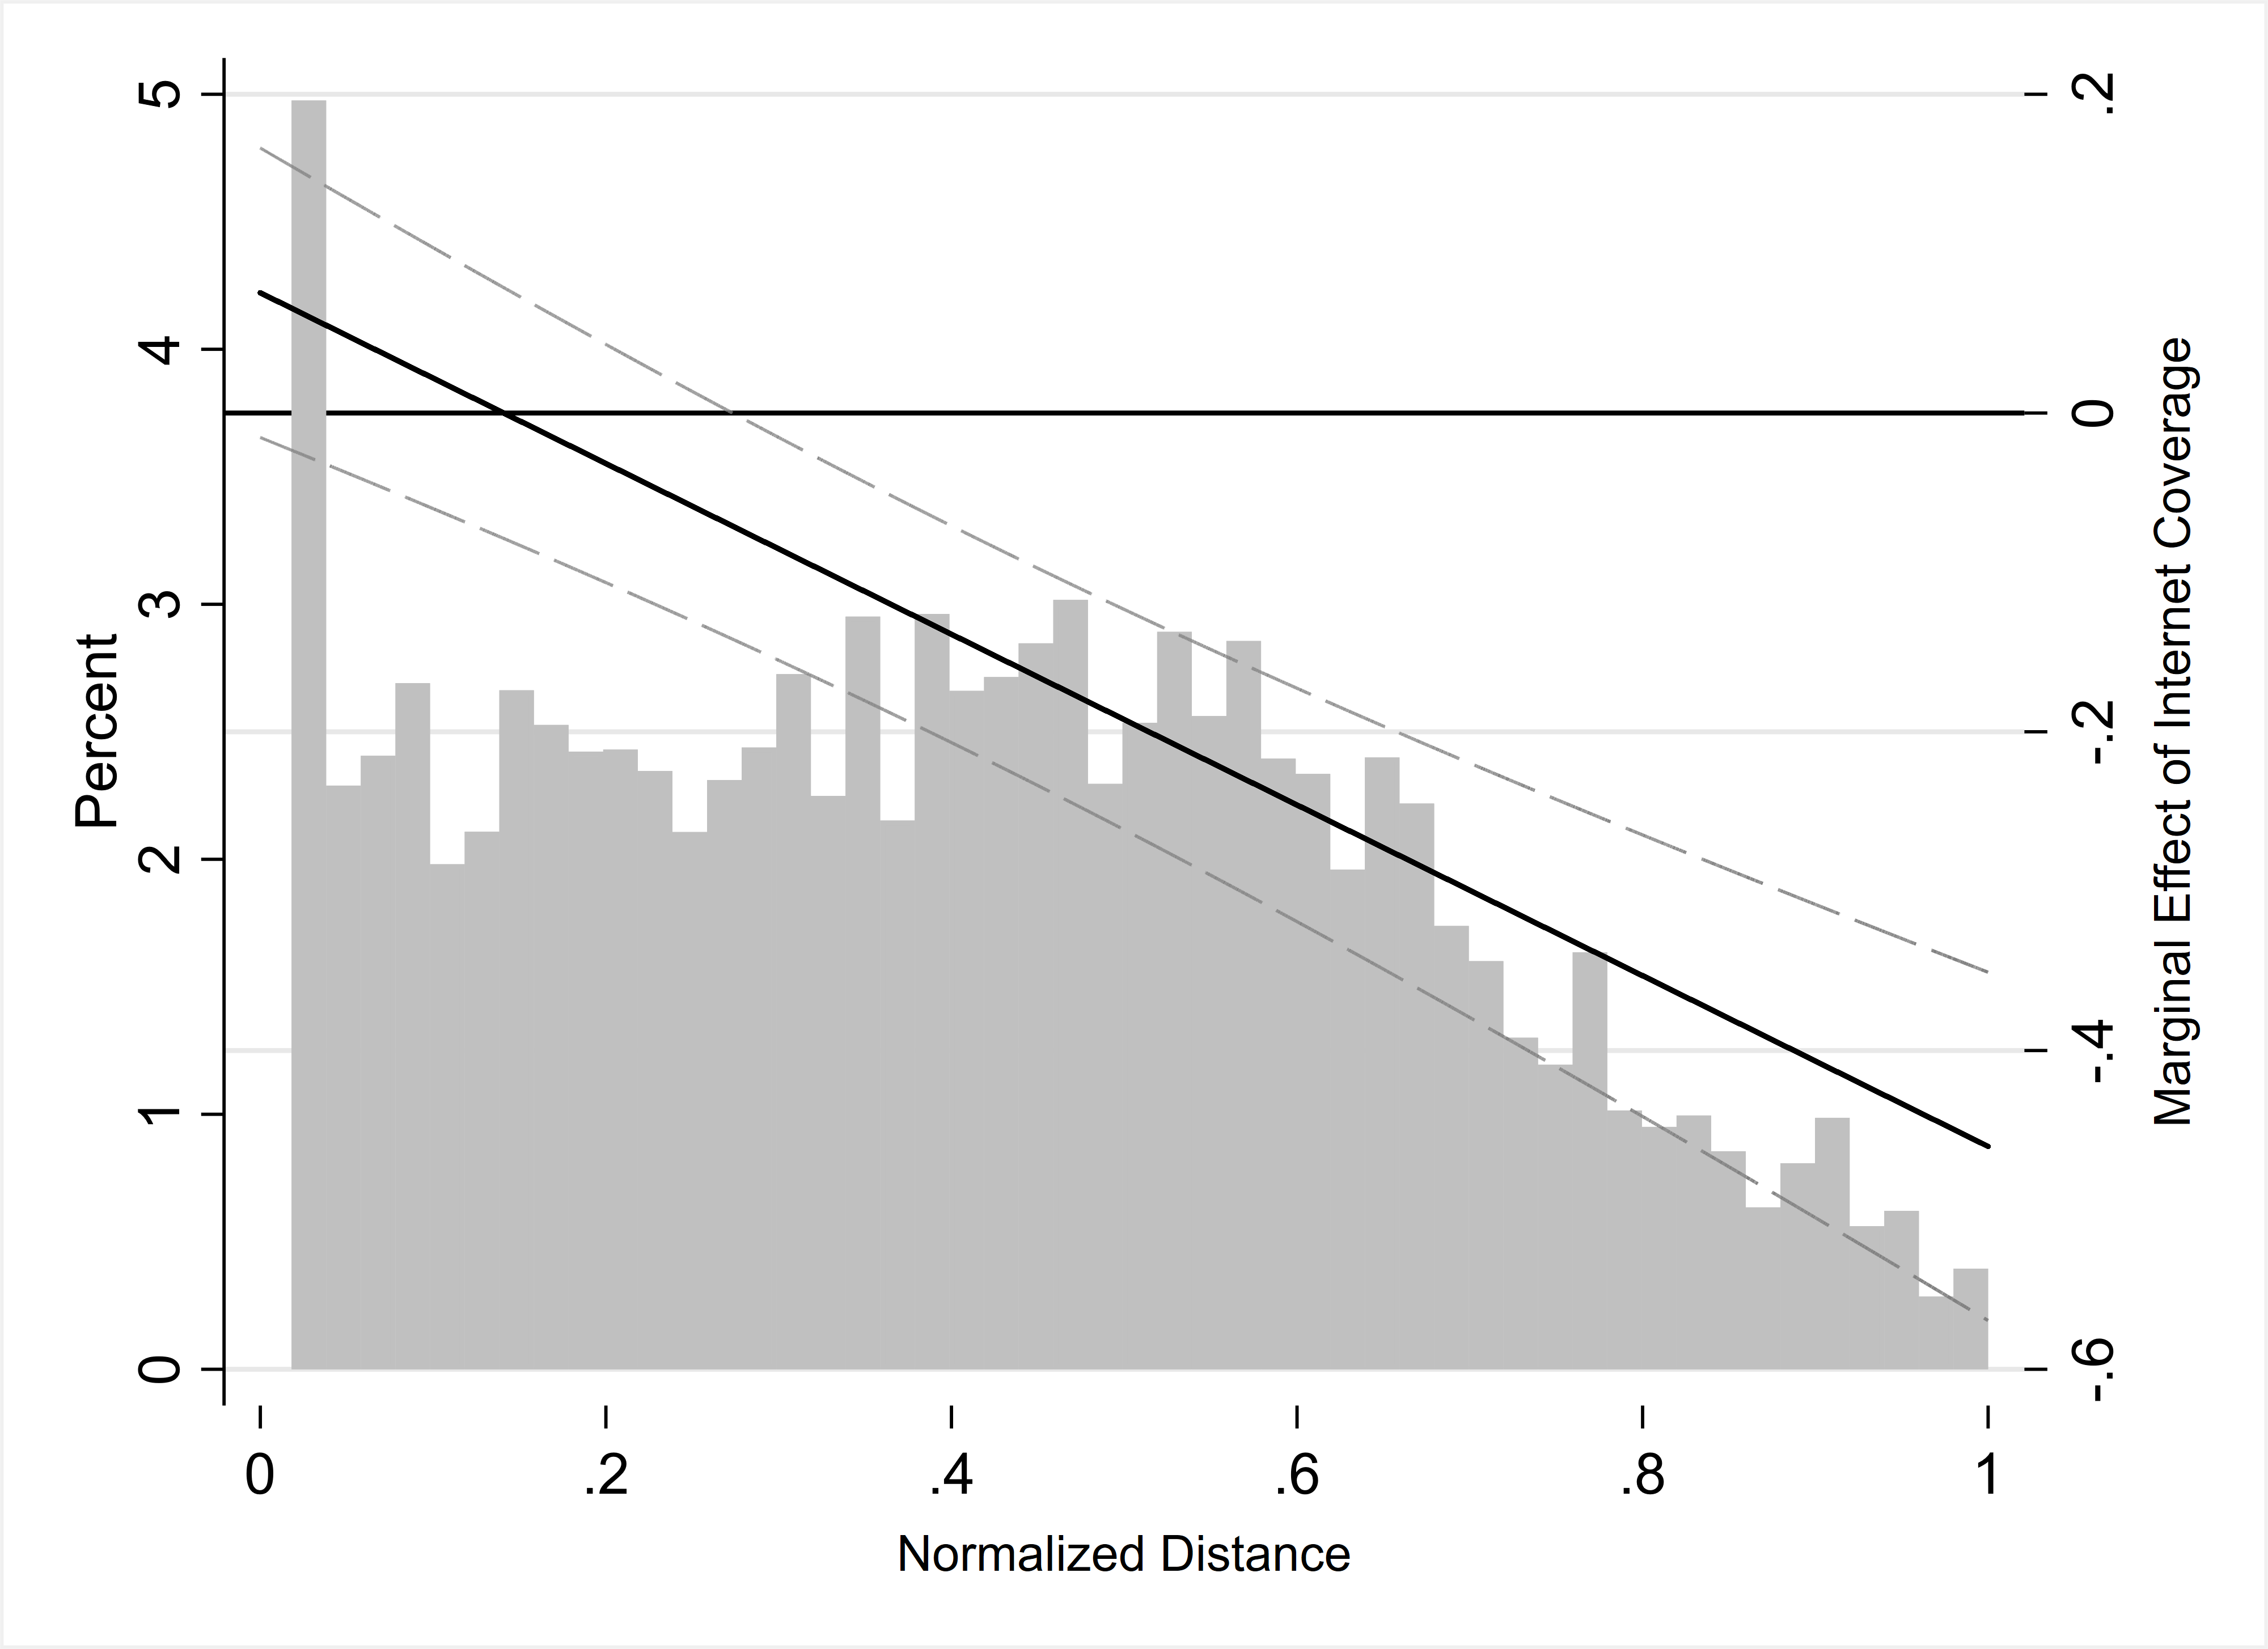 Percent
5
4
3
2
1
0
.2
0
-.2
-.4
-.6
Marginal Effect of Internet Coverage
0 .2 .4 .6 .8 1
Normalized Distance